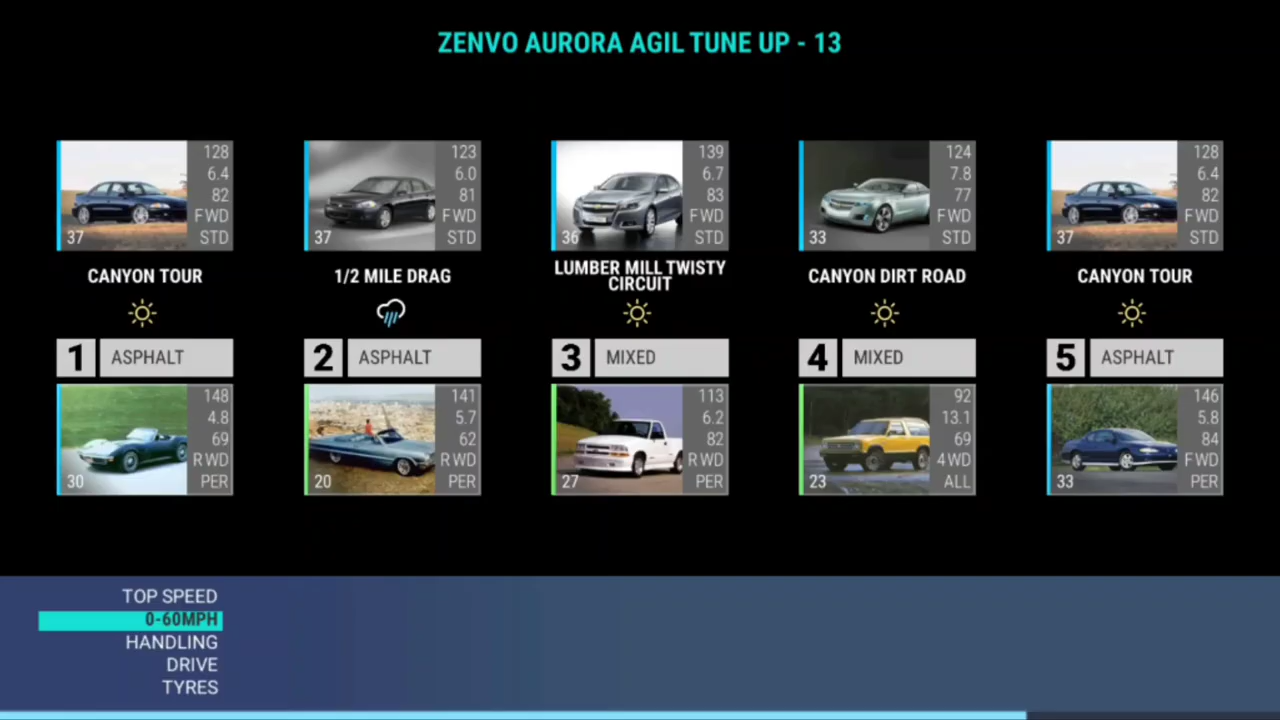 ZENVO AURORA AGIL TUNE UP - 13
128
6.4
82
FWD
STD
37
123
6.0
81
FWD
STD
37
139
6.7
83
FWD
STD
36
124
7.8
77
FWD
STD
33
128
6.4
82
FWD
STD
37
CANYON TOUR
1/2 MILE DRAG
LUMBER MILL TWISTY
CIRCUIT
CANYON DIRT ROAD
CANYON TOUR
1 ASPHALT
2 ASPHALT
3 MIXED
4 MIXED
5 ASPHALT
148
4.8
69
RWD
PER
30
141
5.7
62
RWD
PER
20
113
6.2
82
RWD
PER
27
92
13.1
69
4WD
ALL
23
146
5.8
84
FWD
PER
33
TOP SPEED
0-60MPH
HANDLING
DRIVE
TYRES